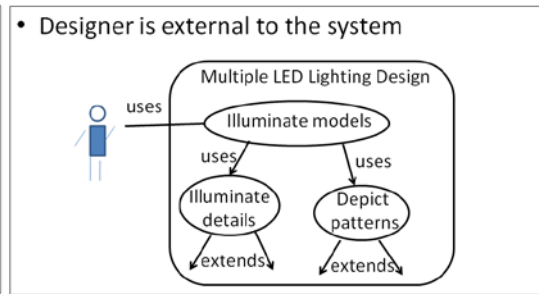 • Designer is external to the system
Multiple LED Lighting Design
uses
Illuminate models
uses
uses
Illuminate
details
Depict
patterns
extends
extends